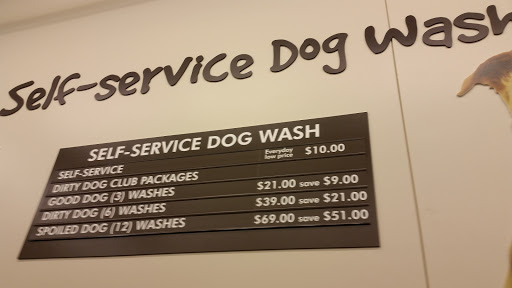 Self-service Dog Wash
SELF-SERVICE DOG WASH
SELF-SERVICE Everyday low price $10.00
DIRTY DOG CLUB PACKAGES
GOOD DOG (3) WASHES $21.00 save $9.00
DIRTY DOG (6) WASHES $39.00 save $21.00
SPOILED DOG (12) WASHES $69.00 save $51.00